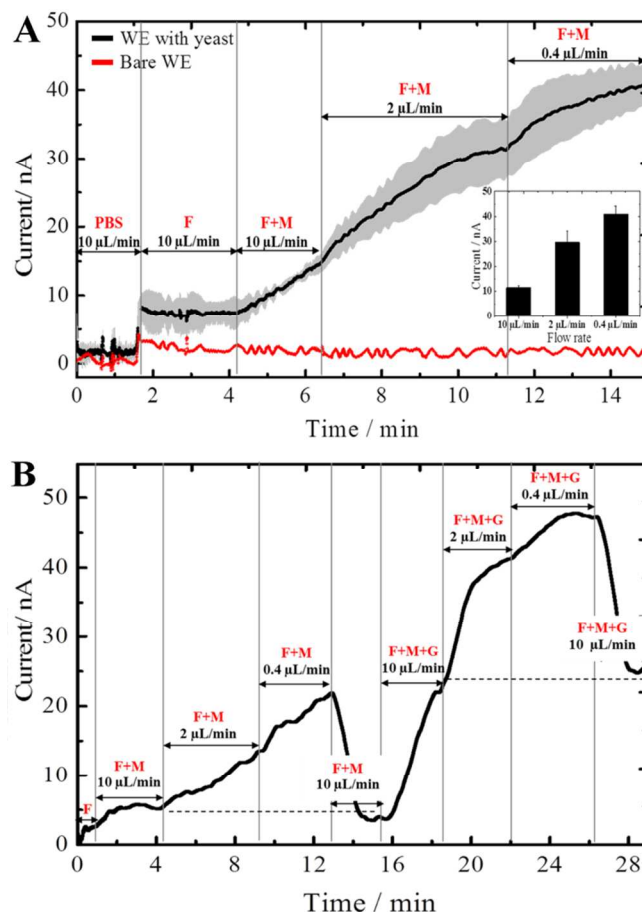 A
WE with yeast
Bare WE
F+M
0.4 µL/min
F+M
2 µL/min
PBS
10 µL/min
F
10 µL/min
F+M
10 µL/min
Current/ nA
50
40
30
20
10
0
0 2 4 6 8 10 12 14
Time / min
Current / nA
50
40
30
20
10
0
10 µL/min 2 µL/min 0.4 µL/min
Flow rate
B
F+M+G
0.4 µL/min
F+M+G
2 µL/min
F+M
0.4 µL/min
F+M+G
10 µL/min
F+M+G
10 µL/min
F+M
2 µL/min
F+M
10 µL/min
F
F+M
10 µL/min
Current/ nA
50
40
30
20
10
0
0 4 8 12 16 20 24 28
Time / min